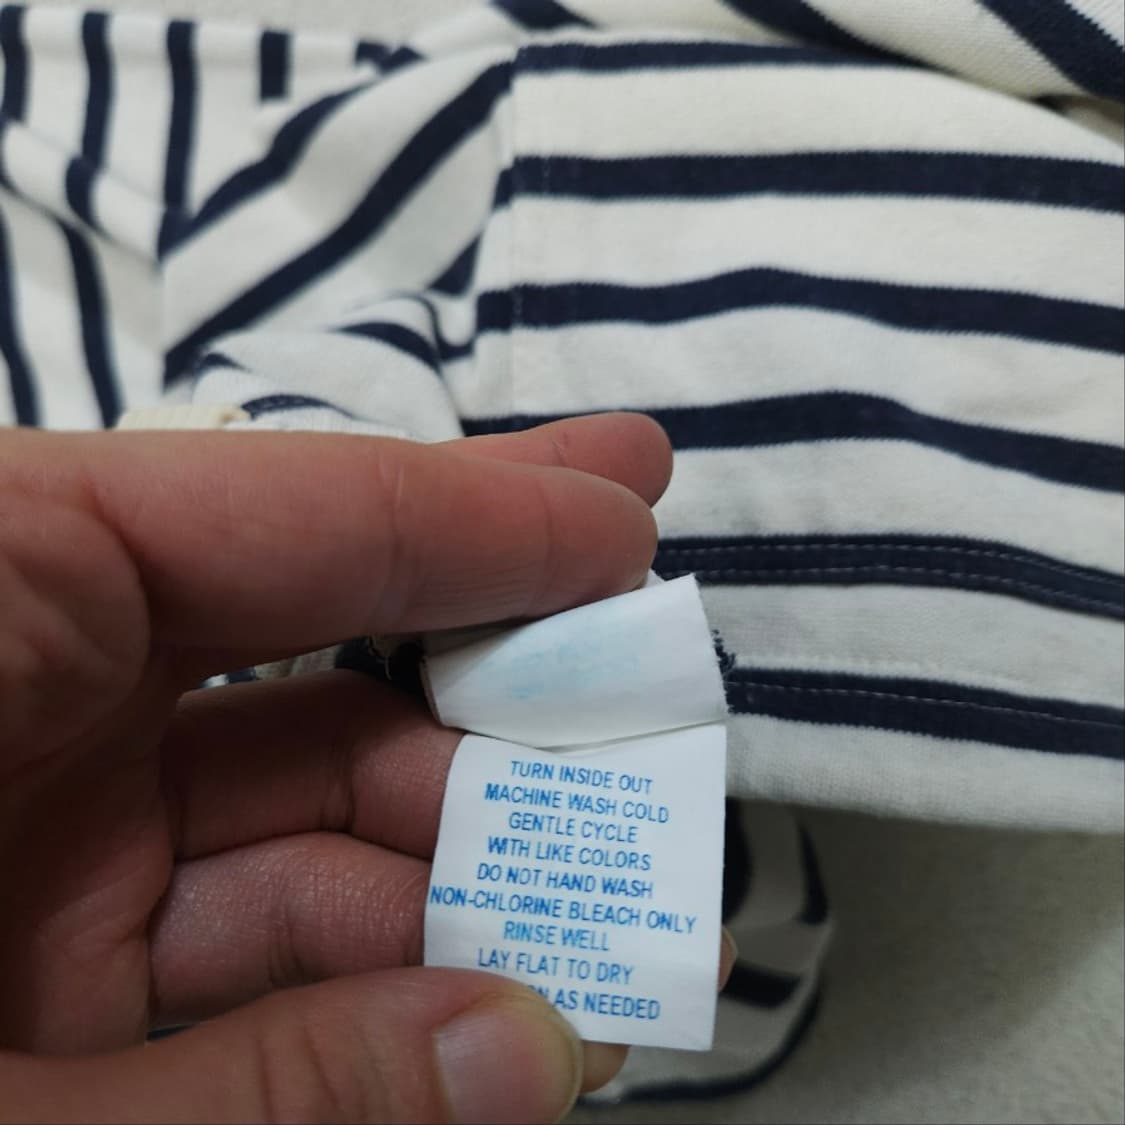 TURN INSIDE OUT
MACHINE WASH COLD
GENTLE CYCLE
WITH LIKE COLORS
DO NOT HAND WASH
NON-CHLORINE BLEACH ONLY
RINSE WELL
LAY FLAT TO DRY
AS NEEDED